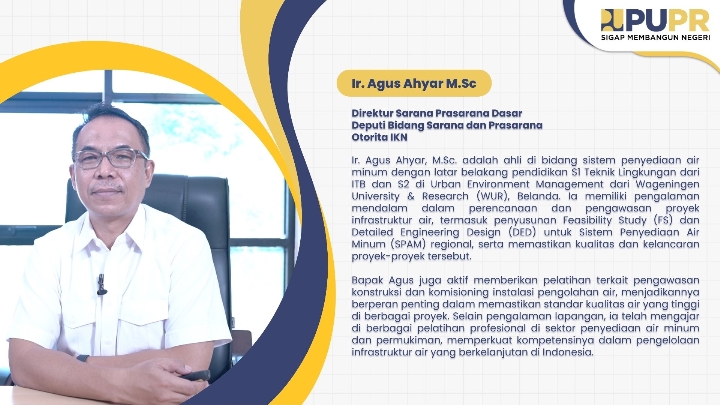 PUPR
SIGAP MEMBANGUN NEGERI
Ir. Agus Ahyar M.Sc
Direktur Sarana Prasarana Dasar
Deputi Bidang Sarana dan Prasarana
Otorita IKN
Ir. Agus Ahyar, M.Sc. adalah ahli di bidang sistem penyediaan air
minum dengan latar belakang pendidikan S1 Teknik Lingkungan dari
ITB dan S2 di Urban Environment Management dari Wageningen
University & Research (WUR), Belanda. Ia memiliki pengalaman
mendalam dalam perencanaan dan pengawasan proyek
infrastruktur air, termasuk penyusunan Feasibility Study (FS) dan
Detailed Engineering Design (DED) untuk Sistem Penyediaan Air
Minum (SPAM) regional, serta memastikan kualitas dan kelancaran
proyek-proyek tersebut.
Bapak Agus juga aktif memberikan pelatihan terkait pengawasan
konstruksi dan komisioning instalasi pengolahan air, menjadikannya
berperan penting dalam memastikan standar kualitas air yang tinggi
di berbagai proyek. Selain pengalaman lapangan, ia telah mengajar
di berbagai pelatihan profesional di sektor penyediaan air minum
dan permukiman, memperkuat kompetensinya dalam pengelolaan
infrastruktur air yang berkelanjutan di Indonesia.